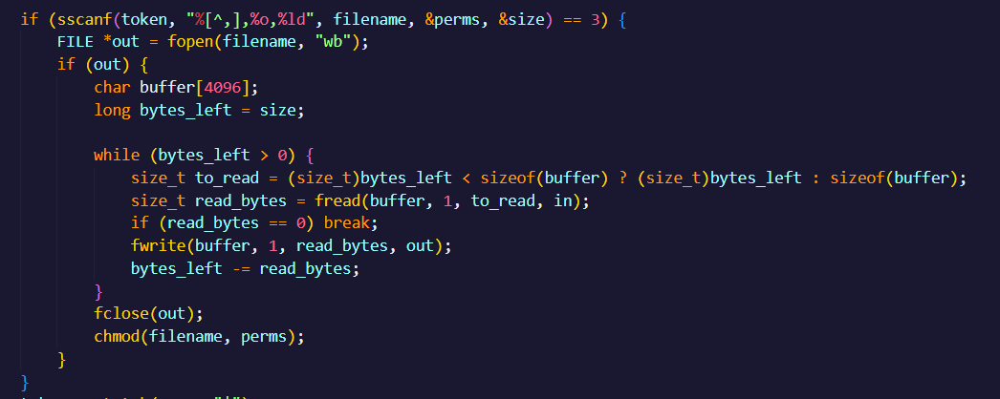 if (sscanf(token, "%[^,],%o,%ld", filename, &perms, &size) == 3) {
FILE *out = fopen(filename, "wb");
if (out) {
char buffer[4096];
long bytes_left = size;
while (bytes_left > 0) {
size_t to_read = (size_t)bytes_left < sizeof(buffer) ? (size_t)bytes_left : sizeof(buffer);
size_t read_bytes = fread(buffer, 1, to_read, in);
if (read_bytes == 0) break;
fwrite(buffer, 1, read_bytes, out);
bytes_left -= read_bytes;
}
fclose(out);
chmod(filename, perms);
}
}